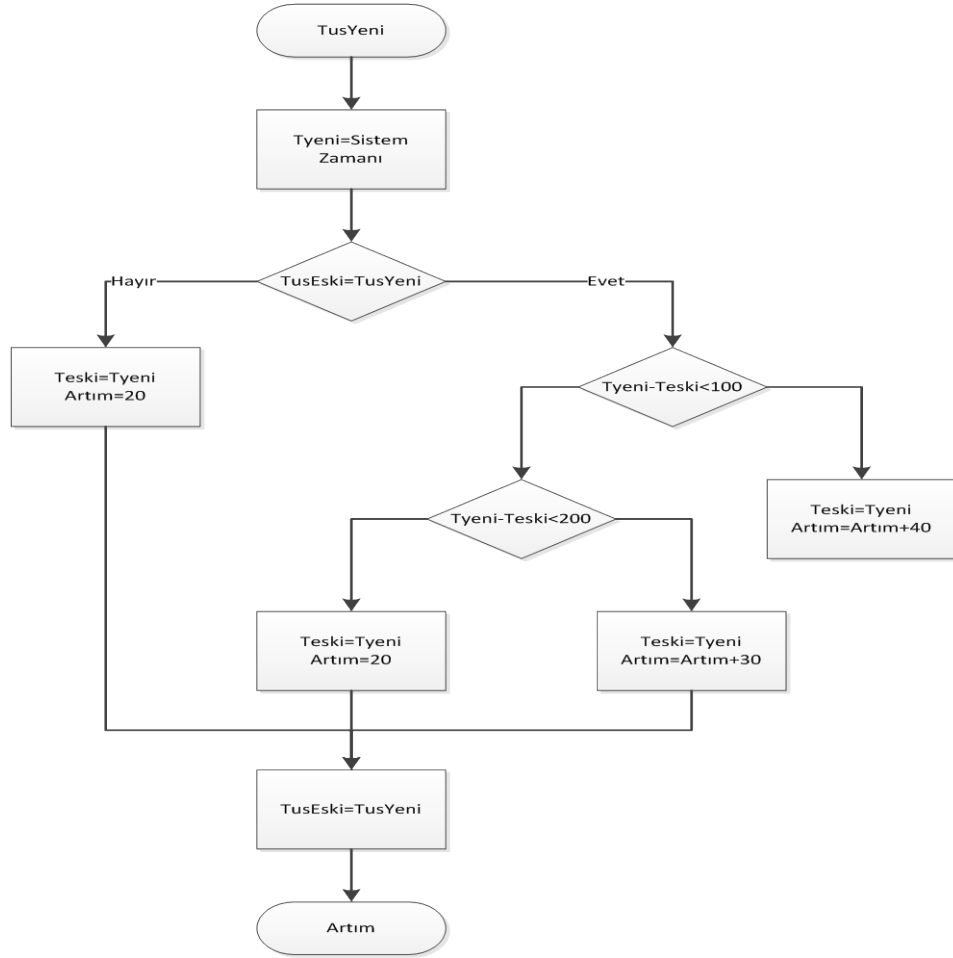 TusYeni
Tyeni=Sistem
Zamanı
TusEski=TusYeni
Hayır
Evet
Teski=Tyeni
Artım=20
Tyeni-Teski<100
Tyeni-Teski<200
Teski=Tyeni
Artım=Artım+40
Teski=Tyeni
Artım=20
Teski=Tyeni
Artım=Artım+30
TusEski=TusYeni
Artım